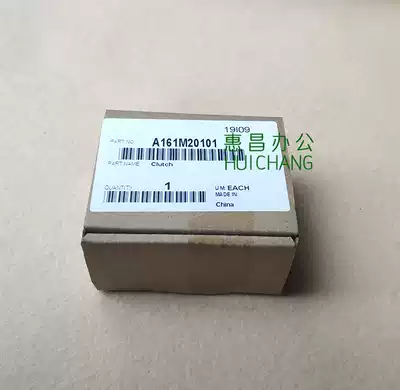 19I09
惠昌办公
HUICHANG
PART NO. A161M20101
PART NAME Clutch
QUANTITY 1 U/M. EACH
MADE IN
China